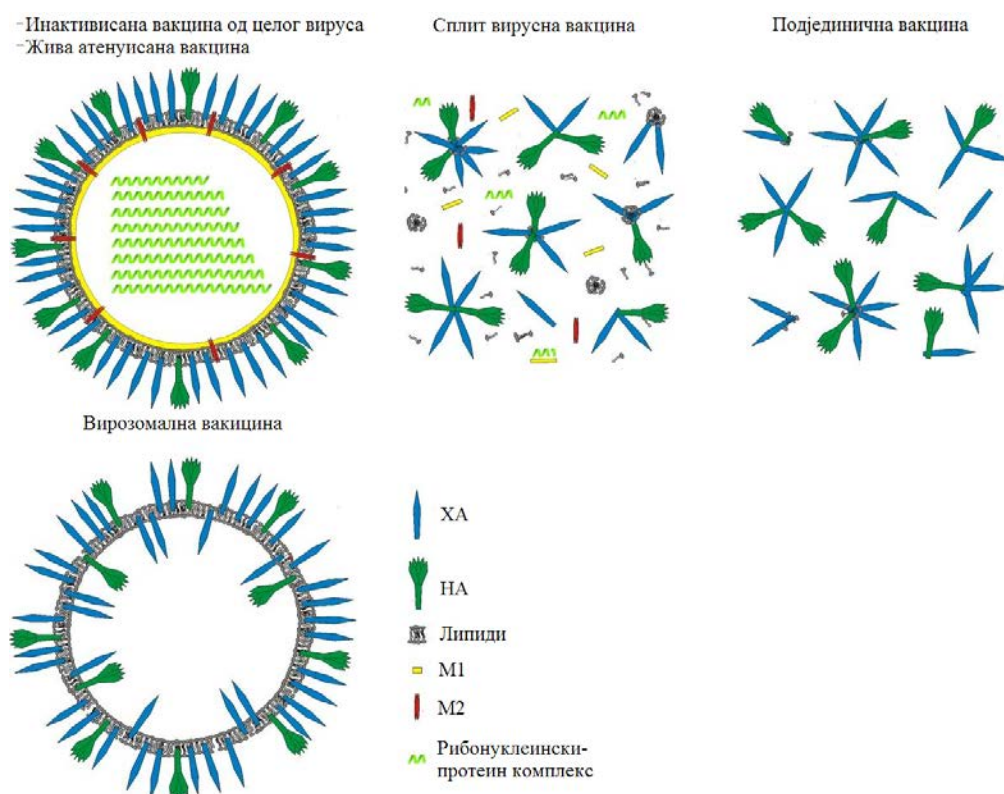 -Инактивисана вакцина од целог вируса
-Жива атенуисана вакцина
Сплит вирусна вакцина
Подјединична вакцина
Вирозомална вакицина
ХА
НА
Липиди
М1
М2
Рибонуклеински-
протеин комплекс